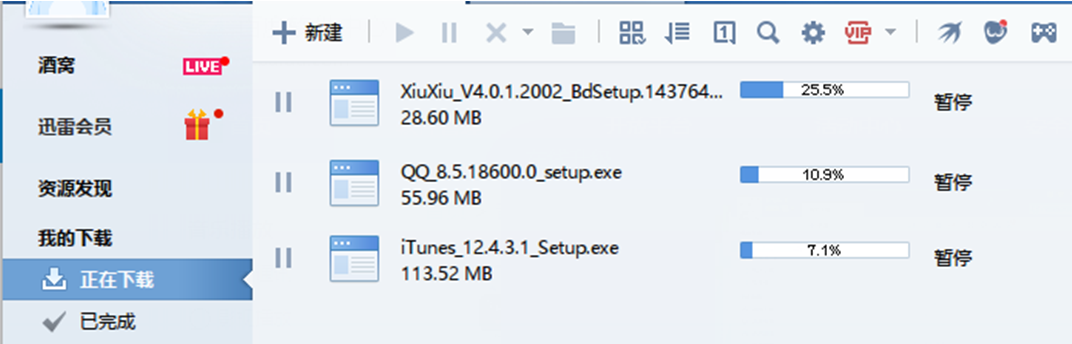 新建
1
VIP
酒窝
LIVE
迅雷会员
资源发现
我的下载
正在下载
已完成
XiuXiu_V4.0.1.2002_BdSetup.143764...
28.60 MB
25.5%
暂停
QQ_8.5.18600.0_setup.exe
55.96 MB
10.9%
暂停
iTunes_12.4.3.1_Setup.exe
113.52 MB
7.1%
暂停